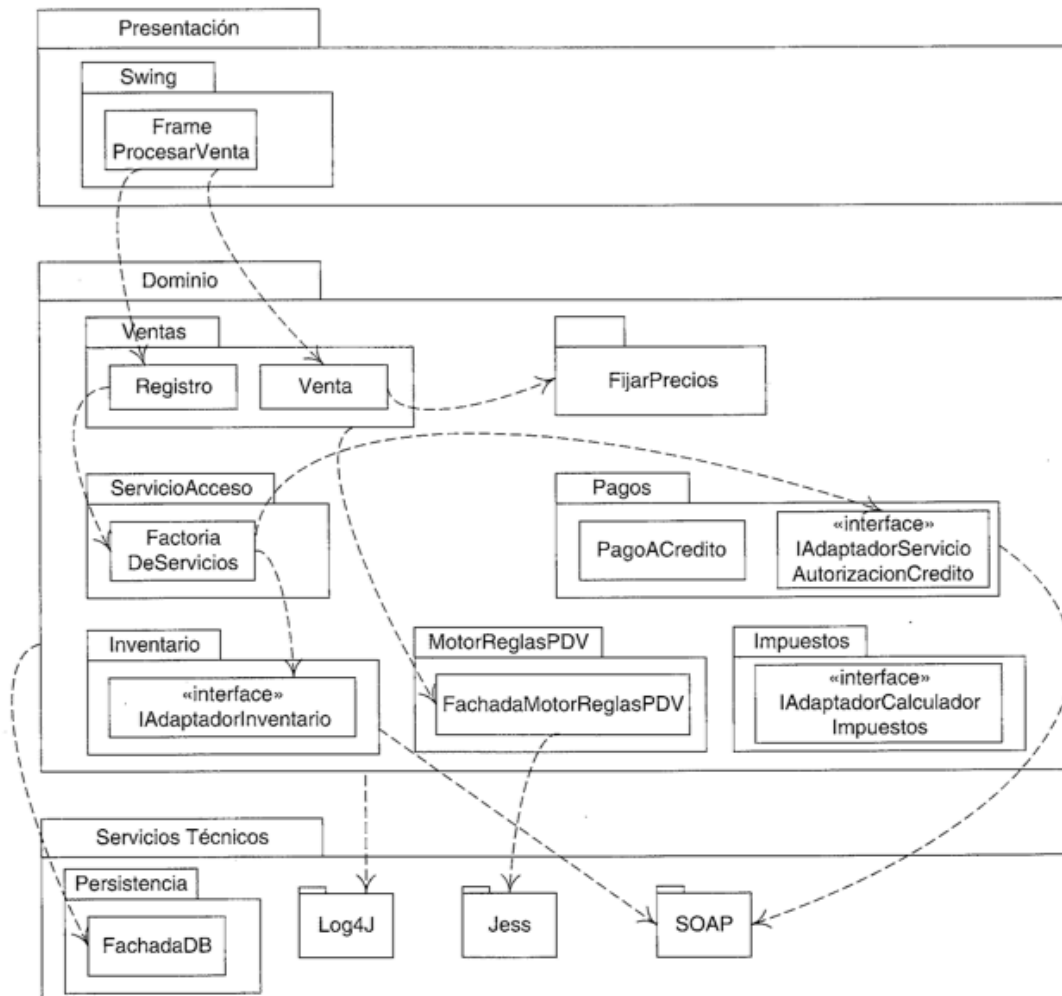 Presentación
Swing
Frame
ProcesarVenta
Dominio
Ventas
Registro
Venta
FijarPrecios
ServicioAcceso
Factoria
DeServicios
Pagos
PagoACredito
«interface»
IAdaptadorServicio
AutorizacionCredito
Inventario
«interface»
IAdaptadorInventario
MotorReglasPDV
FachadaMotorReglasPDV
Impuestos
«interface»
IAdaptadorCalculador
Impuestos
Servicios Técnicos
Persistencia
FachadaDB
Log4J
Jess
SOAP